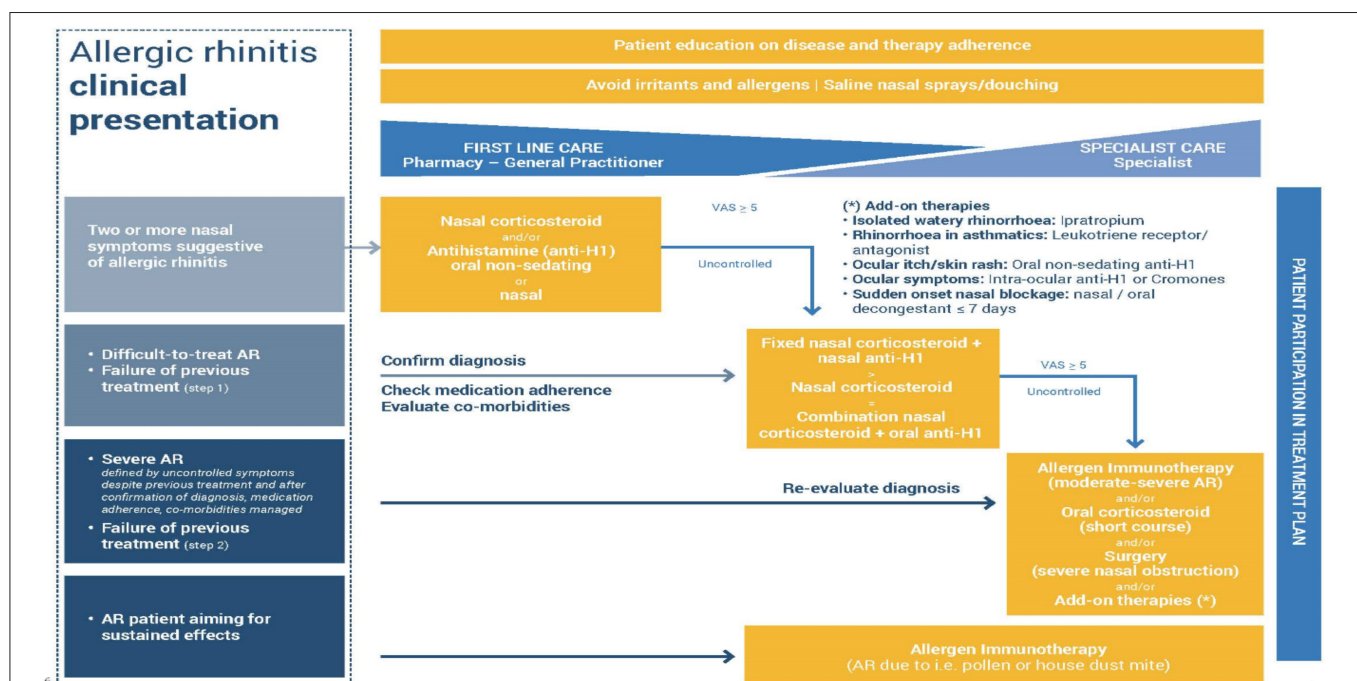 Allergic rhinitis
clinical
presentation
Patient education on disease and therapy adherence
Avoid irritants and allergens | Saline nasal sprays/douching
FIRST LINE CARE
Pharmacy – General Practitioner
SPECIALIST CARE
Specialist
Two or more nasal
symptoms suggestive
of allergic rhinitis
Nasal corticosteroid
and/or
Antihistamine (anti-H1)
oral non-sedating
or
nasal
VAS ≥ 5
Uncontrolled
(*) Add-on therapies
• Isolated watery rhinorrhoea: Ipratropium
• Rhinorrhoea in asthmatics: Leukotriene receptor/
antagonist
• Ocular itch/skin rash: Oral non-sedating anti-H1
• Ocular symptoms: Intra-ocular anti-H1 or Cromones
• Sudden onset nasal blockage: nasal / oral
decongestant ≤ 7 days
• Difficult-to-treat AR
• Failure of previous
treatment (step 1)
Confirm diagnosis
Check medication adherence
Evaluate co-morbidities
Fixed nasal corticosteroid +
nasal anti-H1
>
Nasal corticosteroid
=
Combination nasal
corticosteroid + oral anti-H1
VAS ≥ 5
Uncontrolled
• Severe AR
defined by uncontrolled symptoms
despite previous treatment and after
confirmation of diagnosis, medication
adherence, co-morbidities managed
• Failure of previous
treatment (step 2)
Re-evaluate diagnosis
Allergen Immunotherapy
(moderate-severe AR)
and/or
Oral corticosteroid
(short course)
and/or
Surgery
(severe nasal obstruction)
and/or
Add-on therapies (*)
• AR patient aiming for
sustained effects
Allergen Immunotherapy
(AR due to i.e. pollen or house dust mite)
PATIENT PARTICIPATION IN TREATMENT PLAN